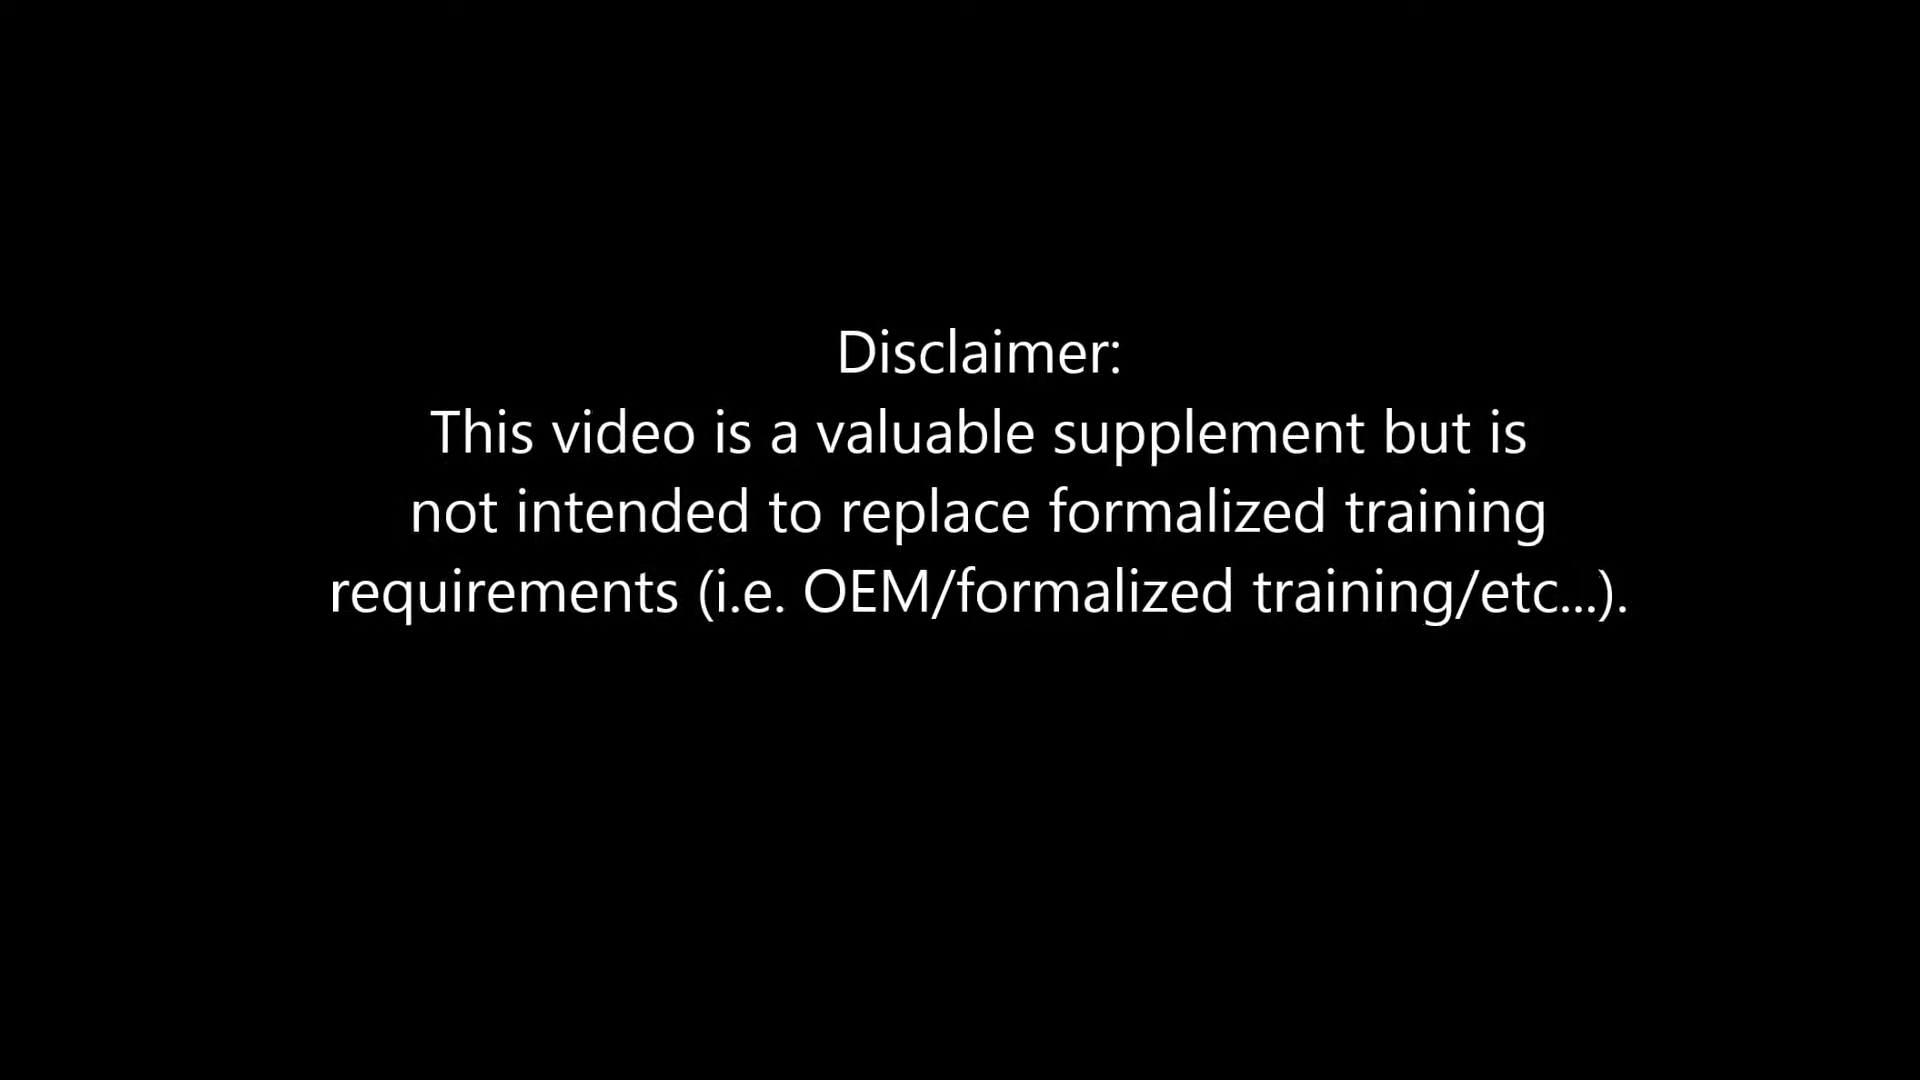 Disclaimer:
This video is a valuable supplement but is
not intended to replace formalized training
requirements (i.e. OEM/formalized training/etc...).